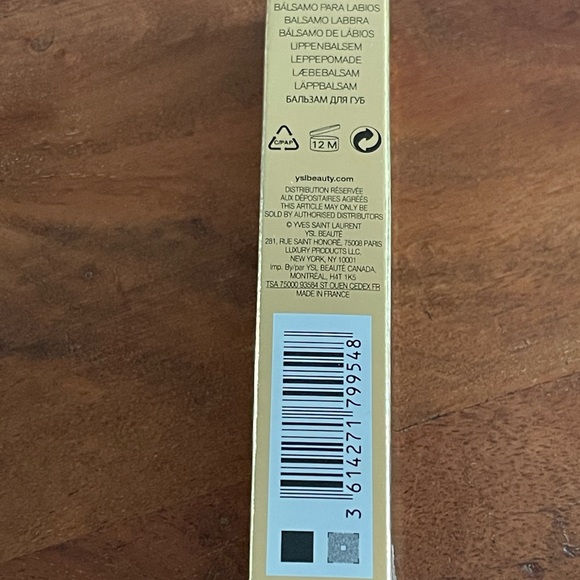 BÁLSAMO PARA LABIOS
BALSAMO LABBRA
BÁLSAMO DE LÁBIOS
LIPPENBALSEM
LEPPEPOMADE
LÆBEBALSAM
LÄPPBALSAM
БАЛЬЗАМ ДЛЯ ГУБ
C/PAP
12 M
yslbeauty.com
DISTRIBUTION RÉSERVÉE
AUX DÉPOSITAIRES AGRÉÉS
THIS ARTICLE MAY ONLY BE
SOLD BY AUTHORISED DISTRIBUTORS
© YVES SAINT LAURENT
YSL BEAUTÉ
281, RUE SAINT HONORÉ, 75008 PARIS
LUXURY PRODUCTS LLC,
NEW YORK, NY 10001
imp. By/par YSL BEAUTÉ CANADA,
MONTRÉAL, H4T 1K5
TSA 75000 93584 ST OUEN CEDEX FR
MADE IN FRANCE
3 614271 799548